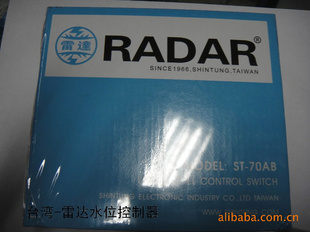 雷達
RADAR®
SINCE1966,SHINTUNG,TAIWAN
MODEL: ST-70AB
CONTROL SWITCH
SHINTUNG ELECTRONIC INDUSTRY CO.,LTD TAIWAN
台湾-雷达水位控制器
alibaba.com.cn